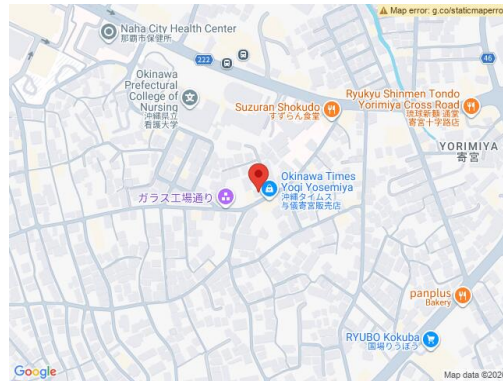 Map error: g.co/staticmaperro
Naha City Health Center
那覇市保健所
222
46
Okinawa
Prefectural
College of
Nursing
沖縄県立
看護大学
Suzuran Shokudo
すずらん食堂
Ryukyu Shinmen Tondo
Yorimiya Cross Road
琉球新麺 通堂
寄宮十字路店
YORIMIYA
寄宮
Okinawa Times
Yogi Yosemiya
沖縄タイムス
与儀寄宮販売店
ガラス工場通り
panplus
Bakery
RYUBO Kokuba
国場りうぼう
Google
Map data ©202